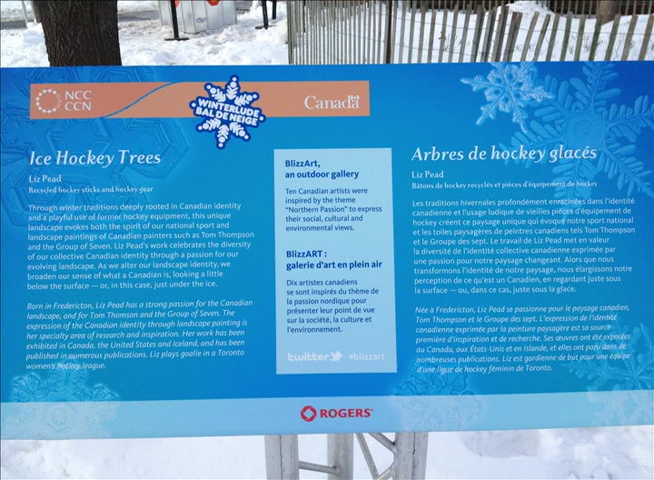 NCC
CCN
WINTERLUDE
BAL DE NEIGE
Canada
Ice Hockey Trees
Liz Pead
Recycled hockey sticks and hockey gear
Through winter traditions deeply rooted in Canadian identity
and a playful use of former hockey equipment, this unique
landscape evokes both the spirit of our national sport and
landscape paintings of Canadian painters such as Tom Thompson
and the Group of Seven. Liz Pead's work celebrates the diversity
of our collective Canadian identity through a passion for our
evolving landscape. As we alter our landscape identity, we
broaden our sense of what a Canadian is, looking a little
below the surface — or, in this case, just under the ice.
Born in Fredericton, Liz Pead has a strong passion for the Canadian
landscape, and for Tom Thomson and the Group of Seven. The
expression of the Canadian identity through landscape painting is
her specialty area of research and inspiration. Her work has been
exhibited in Canada, the United States and Iceland, and has been
published in numerous publications. Liz plays goalie in a Toronto
women's hockey league.
BlizzArt,
an outdoor gallery
Ten Canadian artists were
inspired by the theme
"Northern Passion" to express
their social, cultural and
environmental views.
BlizzART :
galerie d'art en plein air
Dix artistes canadiens
se sont inspirés du thème de
la passion nordique pour
présenter leur point de vue
sur la société, la culture et
l'environnement.
twitter #blizzart
Arbres de hockey glacés
Liz Pead
Bâtons de hockey recyclés et pièces d'équipement de hockey
Les traditions hivernales profondément enracinées dans l'identité
canadienne et l'usage ludique de vieilles pièces d'équipement de
hockey créent ce paysage unique qui évoque notre sport national
et les toiles paysagères de peintres canadiens tels Tom Thompson
et le Groupe des sept. Le travail de Liz Pead met en valeur
la diversité de l'identité collective canadienne exprimée par
une passion pour notre paysage changeant. Alors que nous
transformons l'identité de notre paysage, nous élargissons notre
perception de ce qu'est un Canadien, en regardant juste sous
la surface — ou, dans ce cas, juste sous la glace.
Née à Fredericton, Liz Pead se passionne pour le paysage canadien,
Tom Thompson et le Groupe des sept. L'expression de l'identité
canadienne exprimée par la peinture paysagère est sa source
première d'inspiration et de recherche. Ses œuvres ont été exposées
au Canada, aux États-Unis et en Islande, et elles ont paru dans de
nombreuses publications. Liz est gardienne de but pour une équipe
d'une ligue de hockey féminin de Toronto.
ROGERS